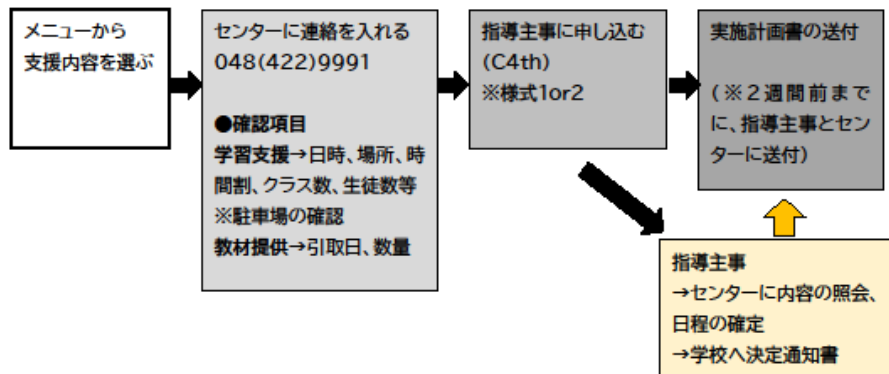 メニューから
支援内容を選ぶ
センターに連絡を入れる
048(422)9991
●確認項目
学習支援→日時、場所、時
間割、クラス数、生徒数等
※駐車場の確認
教材提供→引取日、数量
指導主事に申し込む
(C4th)
※様式1or2
実施計画書の送付
(※２週間前まで
に、指導主事とセン
ターに送付)
指導主事
→センターに内容の照会、
日程の確定
→学校へ決定通知書